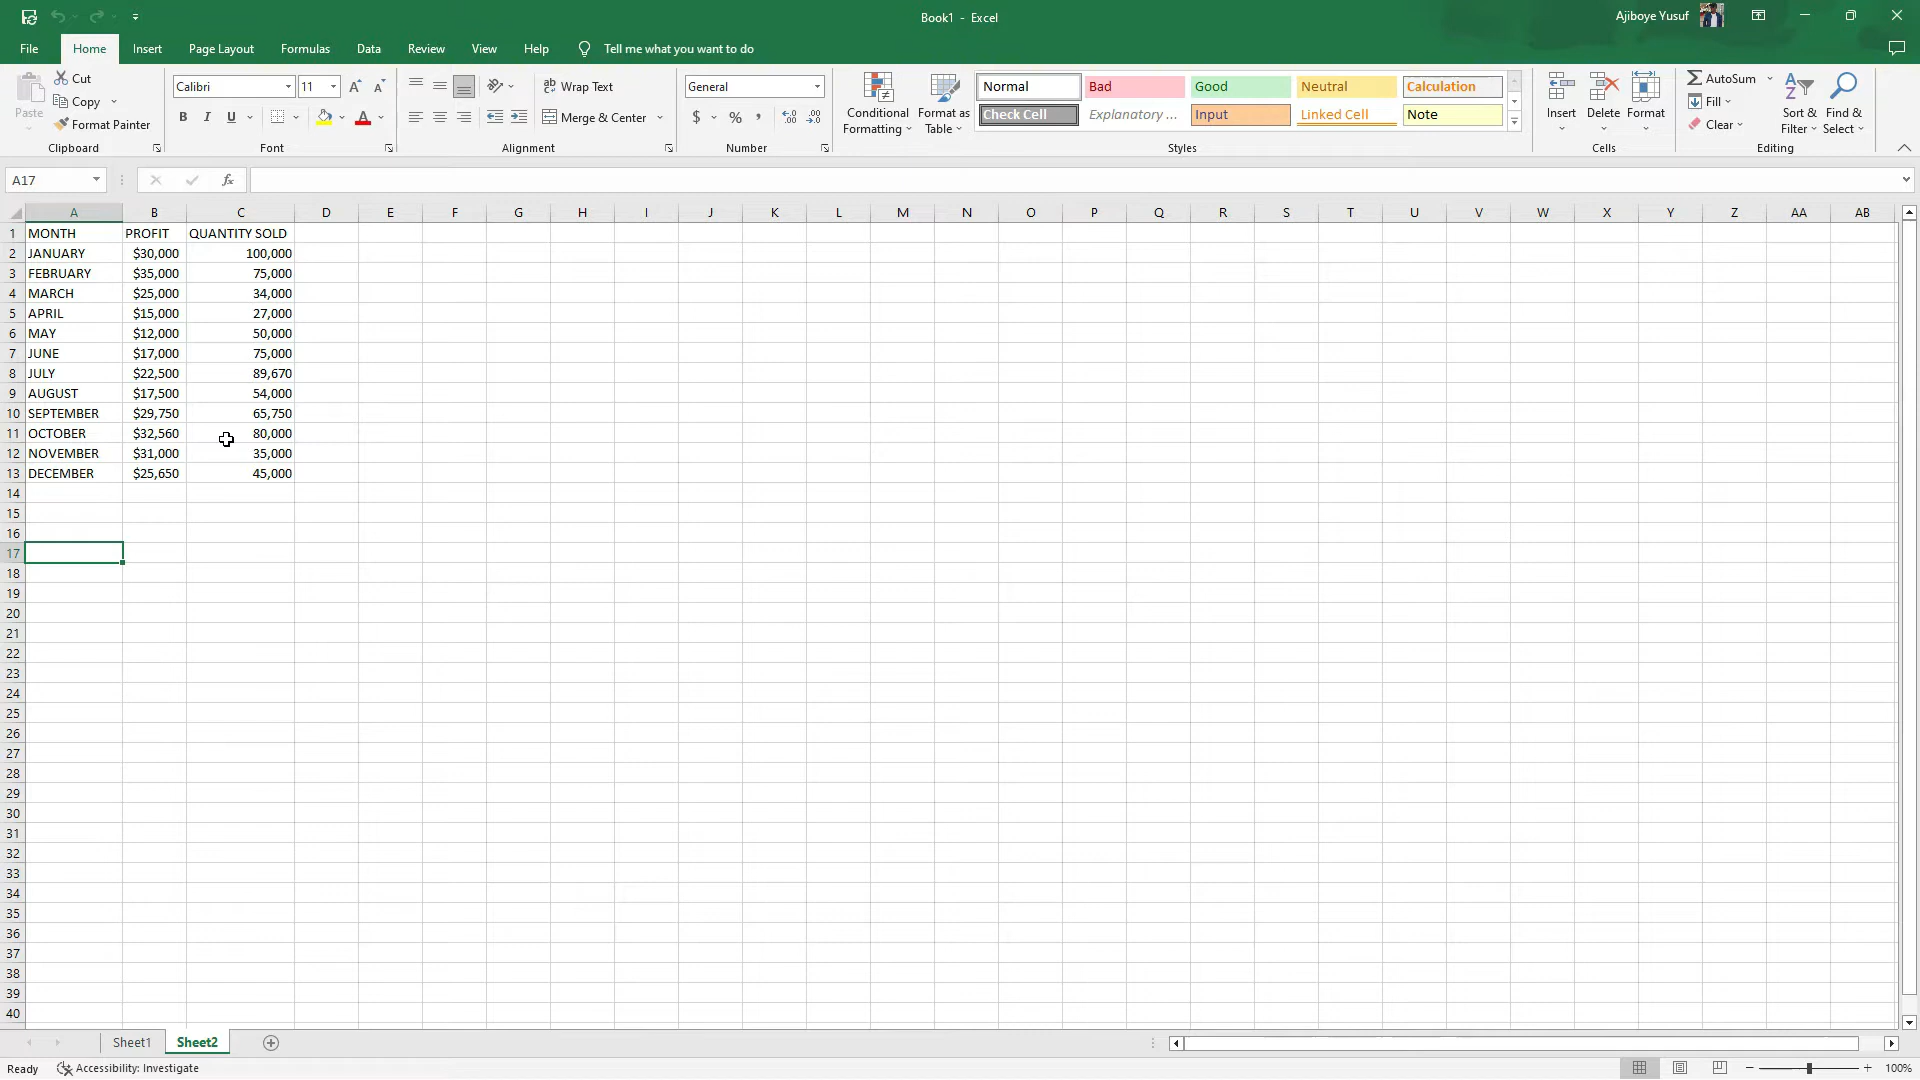 Book1 - Excel
Ajiboye Yusuf
File Home Insert Page Layout Formulas Data Review View Help Tell me what you want to do
Paste
Cut
Copy
Format Painter
Clipboard
Calibri 11
B I U
Font
Wrap Text
Merge & Center
Alignment
General
$ % ,
Number
Conditional Formatting
Format as Table
Normal Bad Good Neutral Calculation
Check Cell Explanatory ... Input Linked Cell Note
Styles
Insert Delete Format
Cells
AutoSum
Fill
Clear
Sort & Filter
Find & Select
Editing
A17 fx
A B C D E F G H I J K L M N O P Q R S T U V W X Y Z AA AB
1 MONTH PROFIT QUANTITY SOLD
2 JANUARY $30,000 100,000
3 FEBRUARY $35,000 75,000
4 MARCH $25,000 34,000
5 APRIL $15,000 27,000
6 MAY $12,000 50,000
7 JUNE $17,000 75,000
8 JULY $22,500 89,670
9 AUGUST $17,500 54,000
10 SEPTEMBER $29,750 65,750
11 OCTOBER $32,560 80,000
12 NOVEMBER $31,000 35,000
13 DECEMBER $25,650 45,000
14
15
16
17
18
19
20
21
22
23
24
25
26
27
28
29
30
31
32
33
34
35
36
37
38
39
40
Sheet1 Sheet2
Ready Accessibility: Investigate 100%